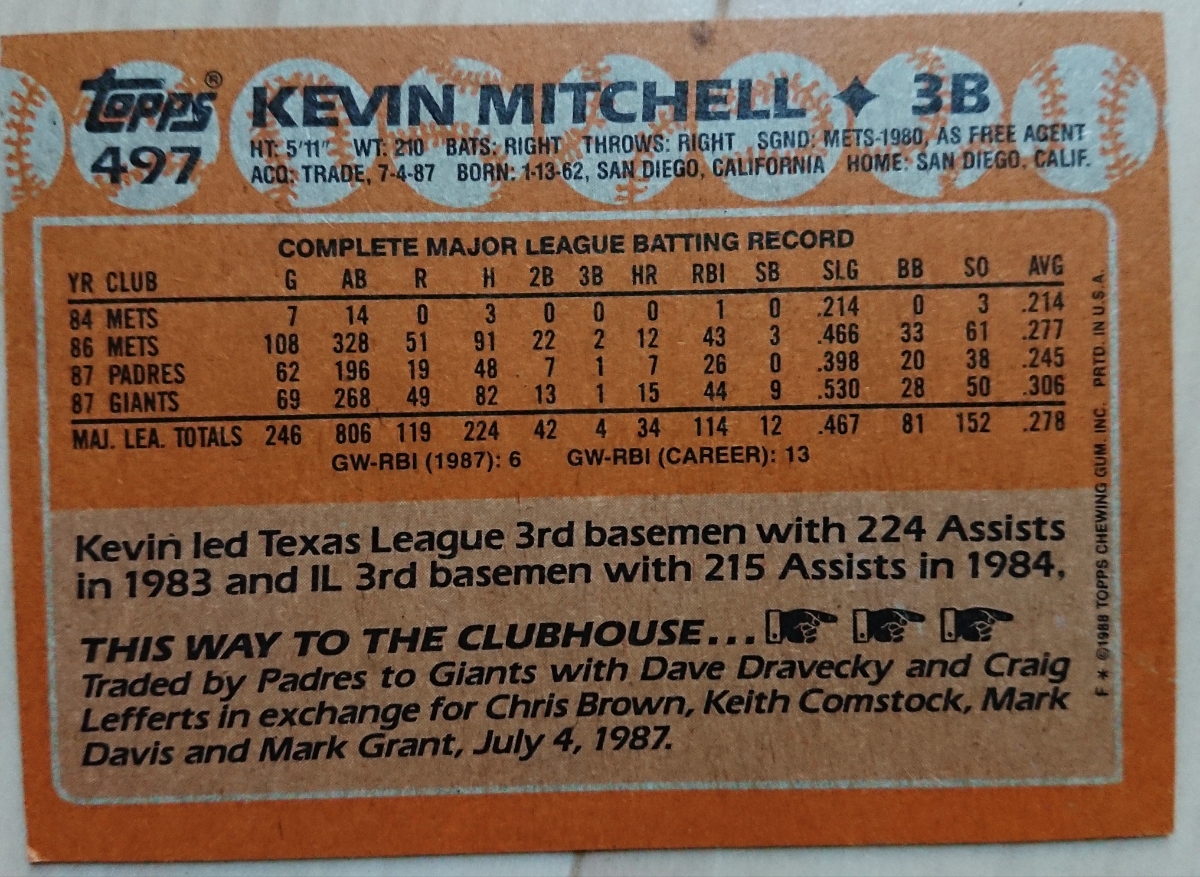 Topps® KEVIN MITCHELL ✦ 3B
497
HT: 5'11" WT: 210 BATS: RIGHT THROWS: RIGHT SGND: METS-1980, AS FREE AGENT
ACQ: TRADE, 7-4-87 BORN: 1-13-62, SAN DIEGO, CALIFORNIA HOME: SAN DIEGO, CALIF.
COMPLETE MAJOR LEAGUE BATTING RECORD
YR CLUB G AB R H 2B 3B HR RBI SB SLG BB SO AVG
84 METS 7 14 0 3 0 0 0 1 0 .214 0 3 .214
86 METS 108 328 51 91 22 2 12 43 3 .466 33 61 .277
87 PADRES 62 196 19 48 7 1 7 26 0 .398 20 38 .245
87 GIANTS 69 268 49 82 13 1 15 44 9 .530 28 50 .306
MAJ. LEA. TOTALS 246 806 119 224 42 4 34 114 12 .467 81 152 .278
GW-RBI (1987): 6 GW-RBI (CAREER): 13
Kevin led Texas League 3rd basemen with 224 Assists
in 1983 and IL 3rd basemen with 215 Assists in 1984.
THIS WAY TO THE CLUBHOUSE...
Traded by Padres to Giants with Dave Dravecky and Craig
Lefferts in exchange for Chris Brown, Keith Comstock, Mark
Davis and Mark Grant, July 4, 1987.
F * ©1988 TOPPS CHEWING GUM, INC. PRTD. IN U.S.A.